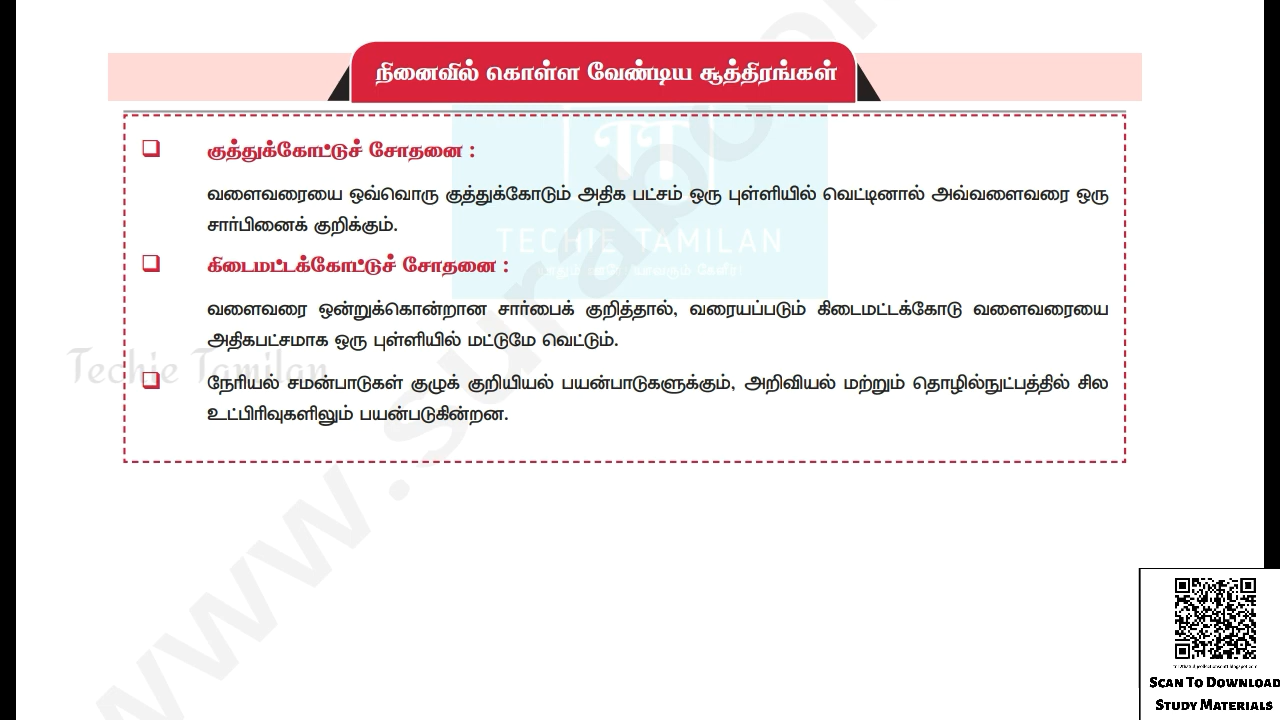 நினைவில் கொள்ள வேண்டிய சூத்திரங்கள்
❑ குத்துக்கோட்டுச் சோதனை :
வளைவரையை ஒவ்வொரு குத்துக்கோடும் அதிக பட்சம் ஒரு புள்ளியில் வெட்டினால் அவ்வளைவரை ஒரு
சார்பினைக் குறிக்கும்.
TECHIE TAMILAN
❑ கிடைமட்டக்கோட்டுச் சோதனை :
வளைவரை ஒன்றுக்கொன்றான சார்பைக் குறித்தால், வரையப்படும் கிடைமட்டக்கோடு வளைவரையை
அதிகபட்சமாக ஒரு புள்ளியில் மட்டுமே வெட்டும்.
Techie Tamilan
❑ நேரியல் சமன்பாடுகள் குழுக் குறியியல் பயன்பாடுகளுக்கும், அறிவியல் மற்றும் தொழில்நுட்பத்தில் சில
உட்பிரிவுகளிலும் பயன்படுகின்றன.
SCAN TO DOWNLOAD
STUDY MATERIALS